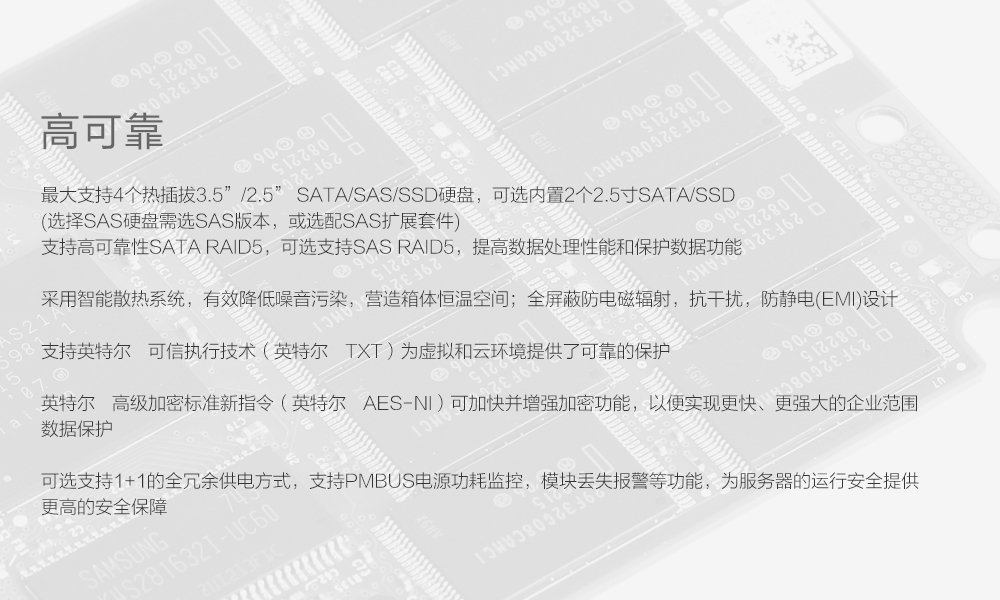 高可靠
最大支持4个热插拔3.5”/2.5” SATA/SAS/SSD硬盘，可选内置2个2.5寸SATA/SSD
(选择SAS硬盘需选SAS版本，或选配SAS扩展套件)
支持高可靠性SATA RAID5，可选支持SAS RAID5，提高数据处理性能和保护数据功能
采用智能散热系统，有效降低噪音污染，营造箱体恒温空间；全屏蔽防电磁辐射，抗干扰，防静电(EMI)设计
支持英特尔 可信执行技术（英特尔 TXT）为虚拟和云环境提供了可靠的保护
英特尔 高级加密标准新指令（英特尔 AES-NI）可加快并增强加密功能，以便实现更快、更强大的企业范围
数据保护
可选支持1+1的全冗余供电方式，支持PMBUS电源功耗监控，模块丢失报警等功能，为服务器的运行安全提供
更高的安全保障
29F32G08CAMC1
082215
SAMSUNG